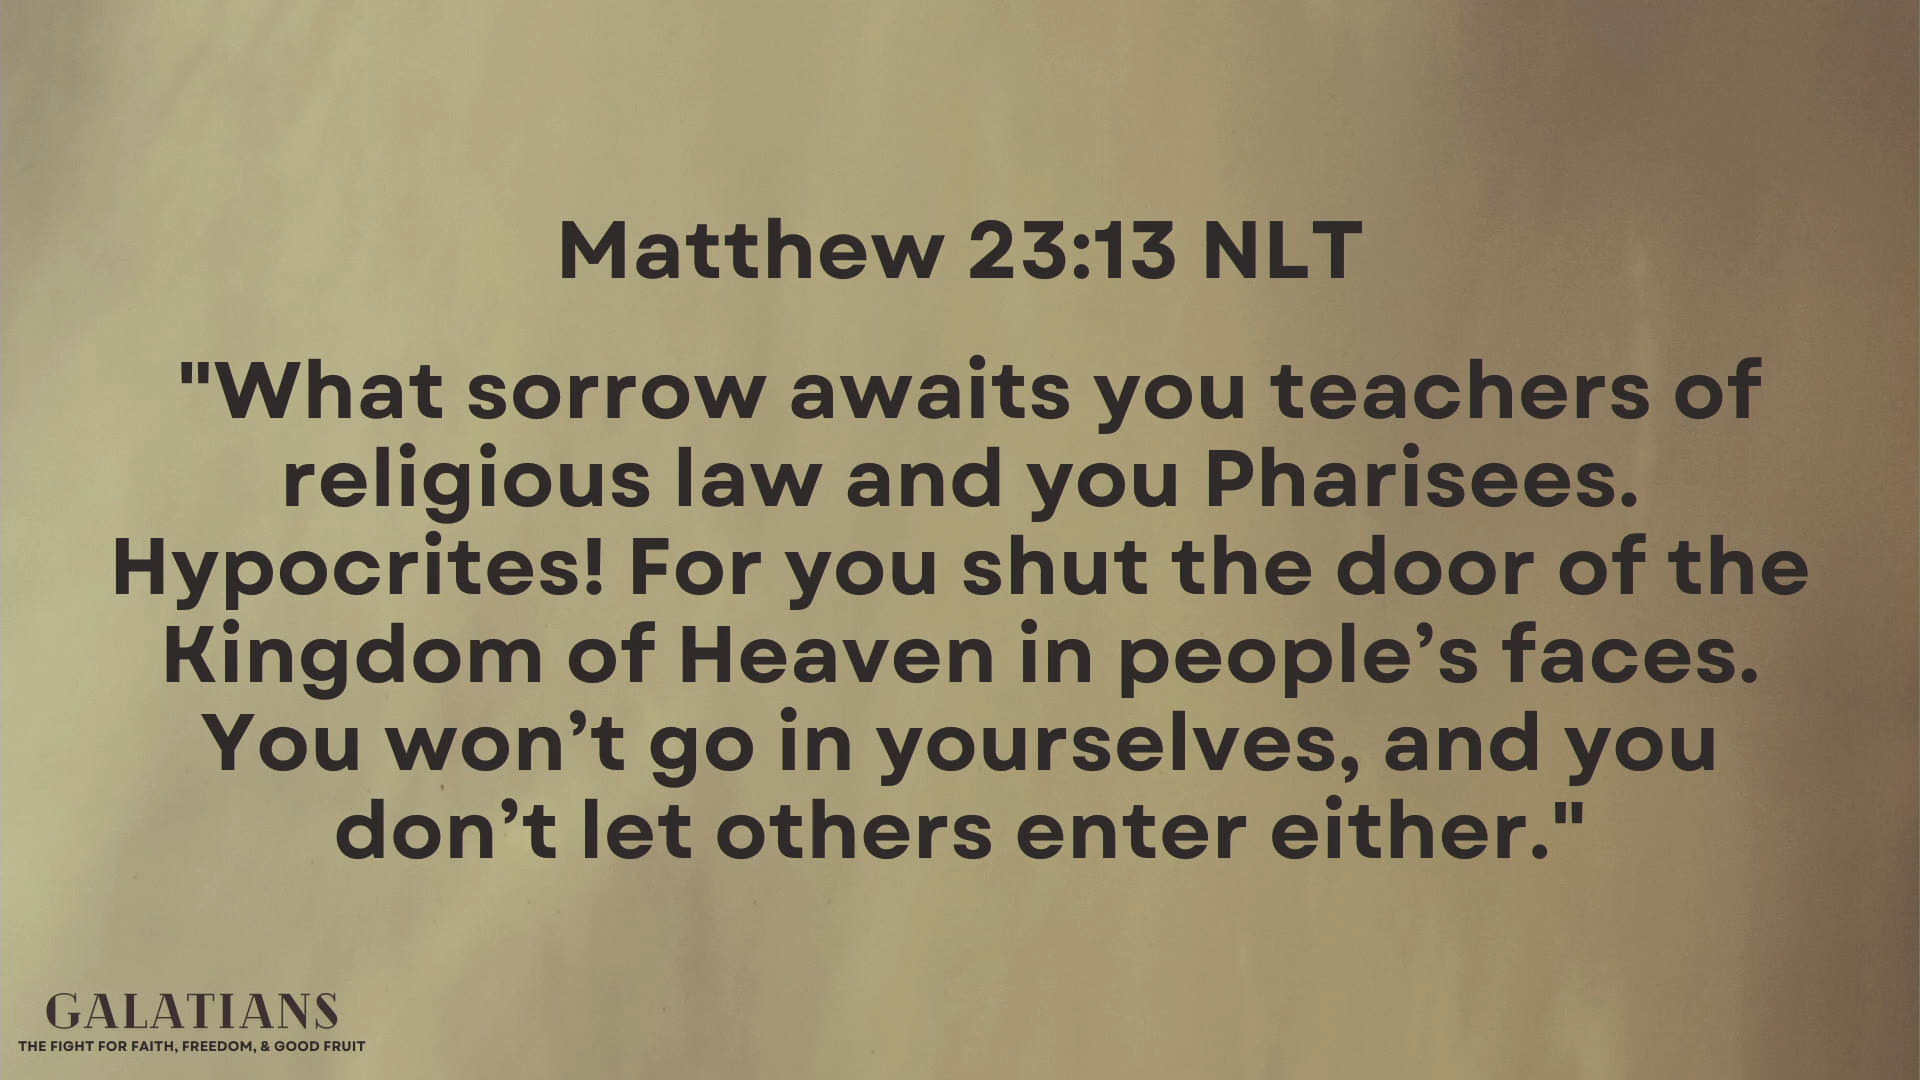 Matthew 23:13 NLT
"What sorrow awaits you teachers of
religious law and you Pharisees.
Hypocrites! For you shut the door of the
Kingdom of Heaven in people’s faces.
You won’t go in yourselves, and you
don’t let others enter either."
GALATIANS
THE FIGHT FOR FAITH, FREEDOM, & GOOD FRUIT